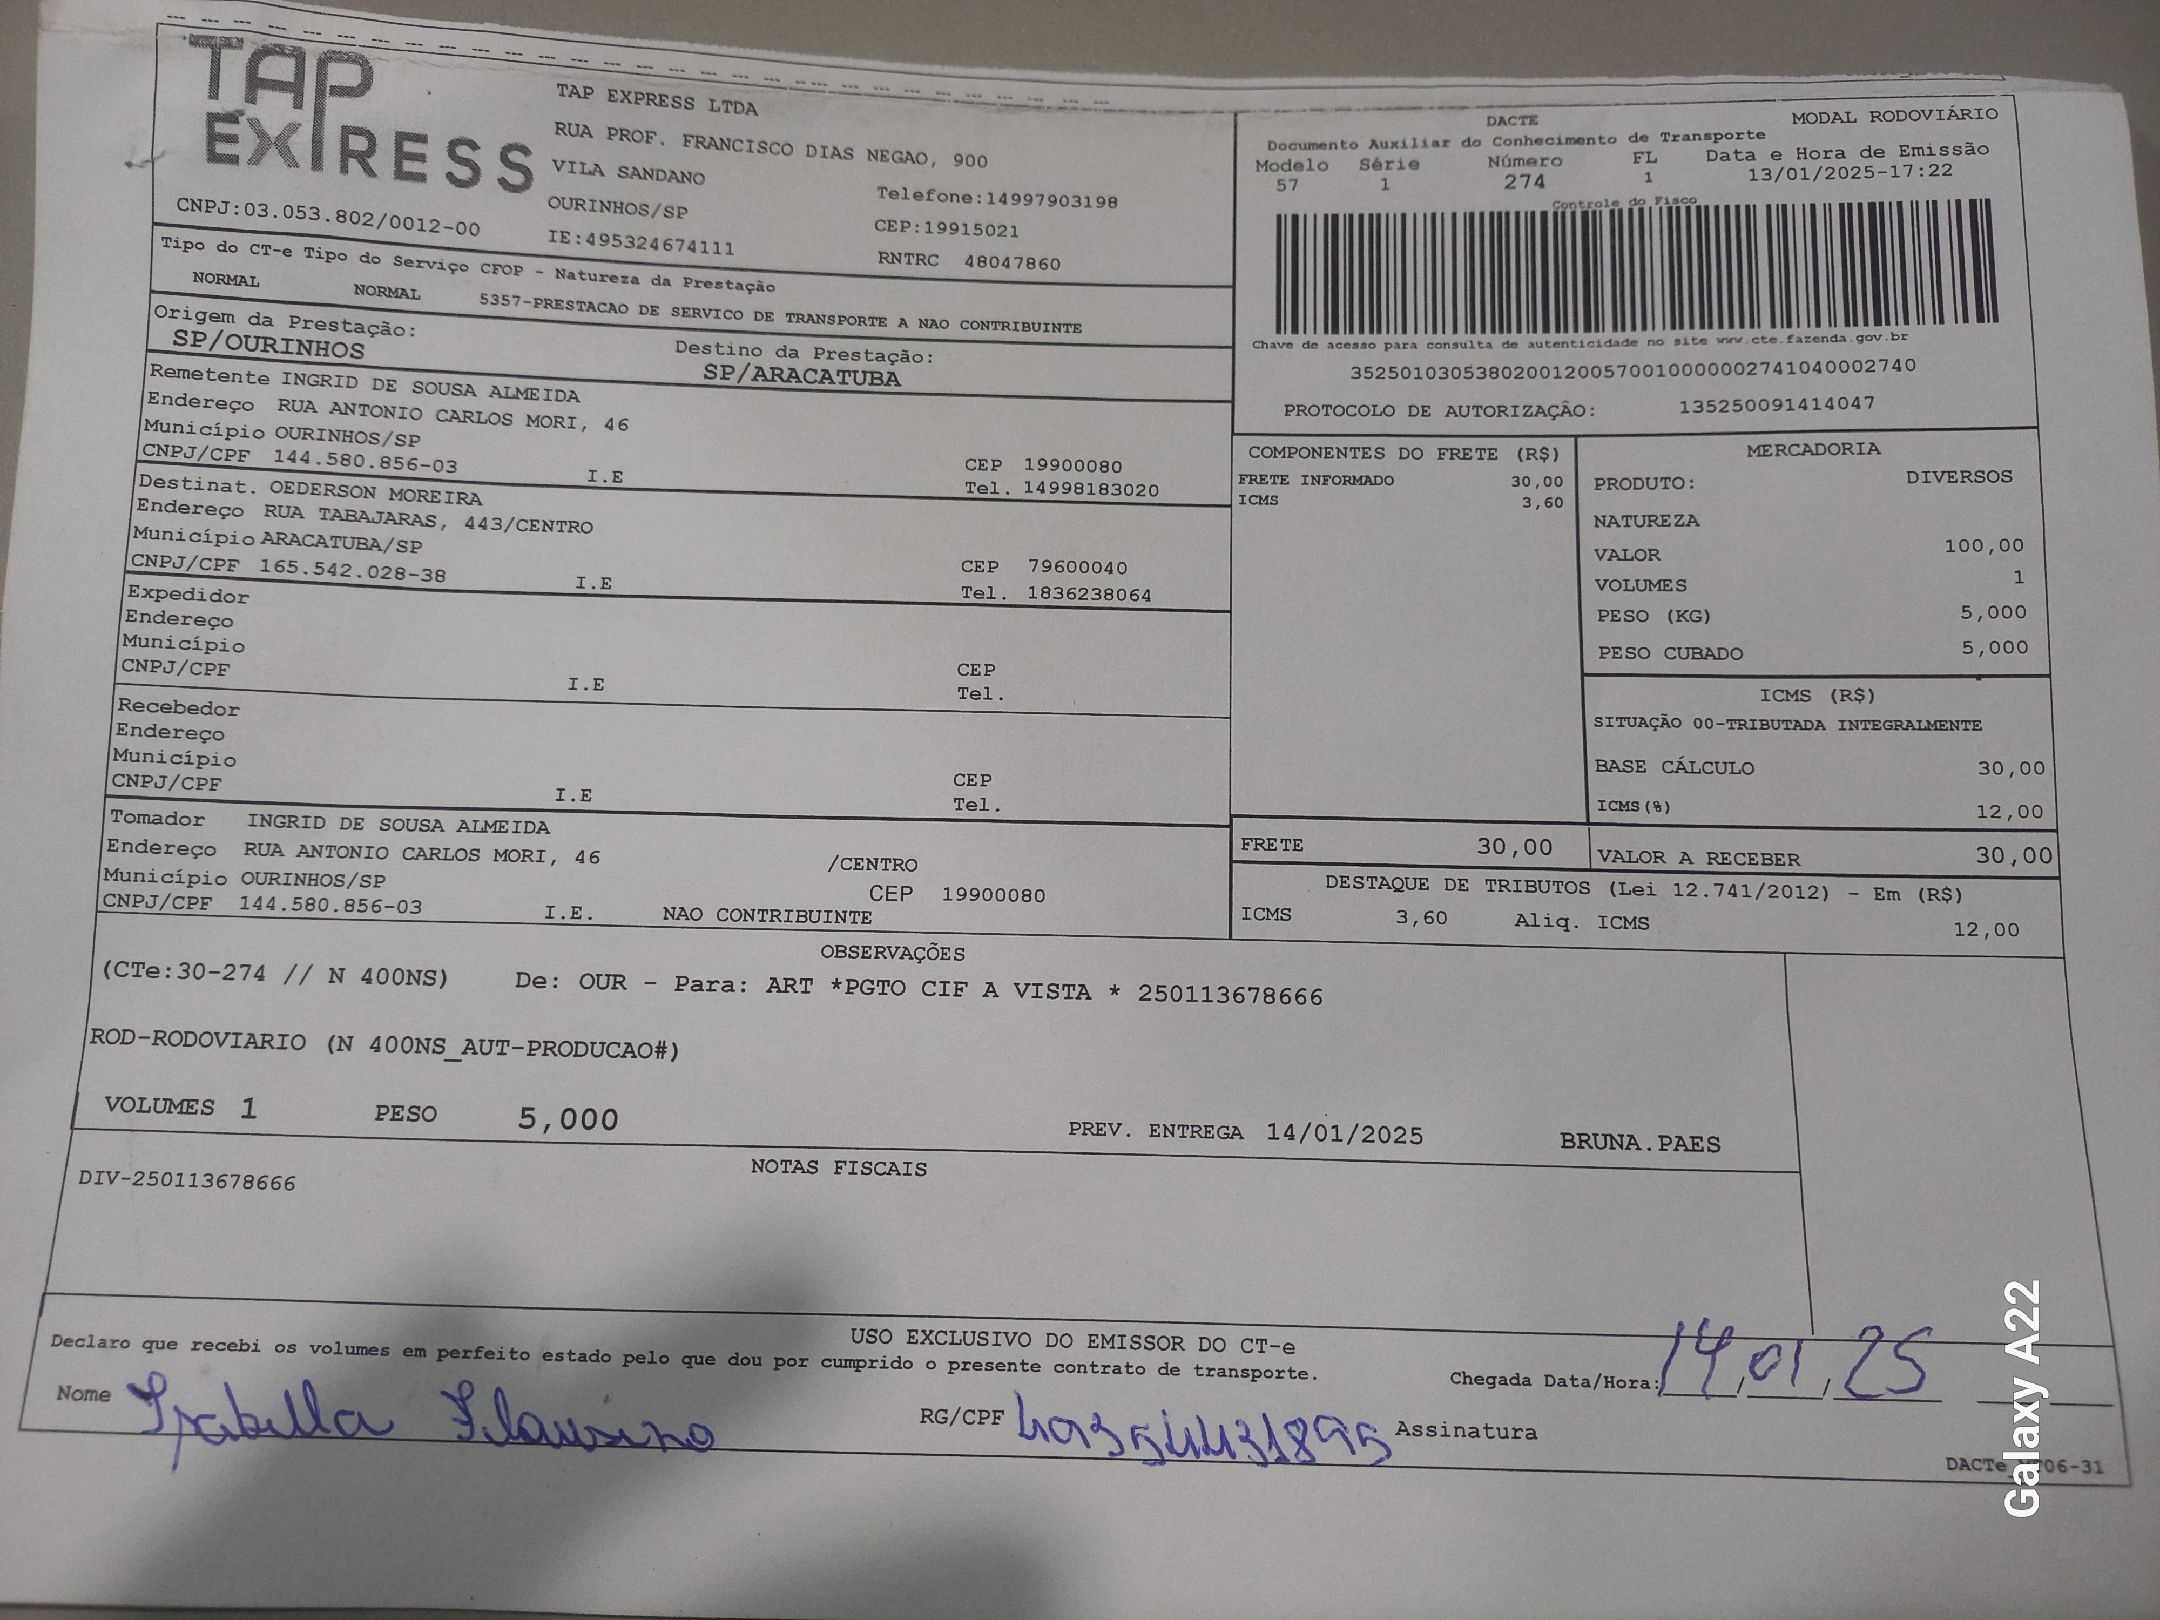 TAP
EXPRESS
CNPJ:03.053.802/0012-00
TAP EXPRESS LTDA
RUA PROF. FRANCISCO DIAS NEGAO, 900
VILA SANDANO
OURINHOS/SP
IE:495324674111
Telefone:14997903198
CEP:19915021
RNTRC 48047860
DACTE MODAL RODOVIÁRIO
Documento Auxiliar do Conhecimento de Transporte
Modelo Série Número FL Data e Hora de Emissão
57 1 274 1 13/01/2025-17:22
Controle do Fisco
Chave de acesso para consulta de autenticidade no site www.cte.fazenda.gov.br
35250103053802001200570010000002741040002740
PROTOCOLO DE AUTORIZAÇÃO: 135250091414047
Tipo do CT-e Tipo do Serviço CFOP - Natureza da Prestação
NORMAL NORMAL 5357-PRESTACAO DE SERVICO DE TRANSPORTE A NAO CONTRIBUINTE
Origem da Prestação: Destino da Prestação:
SP/OURINHOS SP/ARACATUBA
Remetente INGRID DE SOUSA ALMEIDA
Endereço RUA ANTONIO CARLOS MORI, 46
Município OURINHOS/SP CEP 19900080
CNPJ/CPF 144.580.856-03 I.E Tel. 14998183020
Destinat. OEDERSON MOREIRA
Endereço RUA TABAJARAS, 443/CENTRO
Município ARACATUBA/SP CEP 79600040
CNPJ/CPF 165.542.028-38 I.E Tel. 1836238064
Expedidor
Endereço
Município CEP
CNPJ/CPF I.E Tel.
Recebedor
Endereço
Município CEP
CNPJ/CPF I.E Tel.
Tomador INGRID DE SOUSA ALMEIDA
Endereço RUA ANTONIO CARLOS MORI, 46 /CENTRO
Município OURINHOS/SP CEP 19900080
CNPJ/CPF 144.580.856-03 I.E. NAO CONTRIBUINTE
COMPONENTES DO FRETE (R$)
FRETE INFORMADO 30,00
ICMS 3,60
MERCADORIA
PRODUTO: DIVERSOS
NATUREZA
VALOR 100,00
VOLUMES 1
PESO (KG) 5,000
PESO CUBADO 5,000
ICMS (R$)
SITUAÇÃO 00-TRIBUTADA INTEGRALMENTE
BASE CÁLCULO 30,00
ICMS(%) 12,00
FRETE 30,00 VALOR A RECEBER 30,00
DESTAQUE DE TRIBUTOS (Lei 12.741/2012) - Em (R$)
ICMS 3,60 Aliq. ICMS 12,00
OBSERVAÇÕES
(CTe:30-274 // N 400NS) De: OUR - Para: ART *PGTO CIF A VISTA * 250113678666
ROD-RODOVIARIO (N 400NS_AUT-PRODUCAO#)
VOLUMES 1 PESO 5,000 PREV. ENTREGA 14/01/2025 BRUNA.PAES
NOTAS FISCAIS
DIV-250113678666
USO EXCLUSIVO DO EMISSOR DO CT-e
Declaro que recebi os volumes em perfeito estado pelo que dou por cumprido o presente contrato de transporte.
Chegada Data/Hora: 14,01,25
Nome Isabella Flausino RG/CPF Assinatura
Galaxy A22